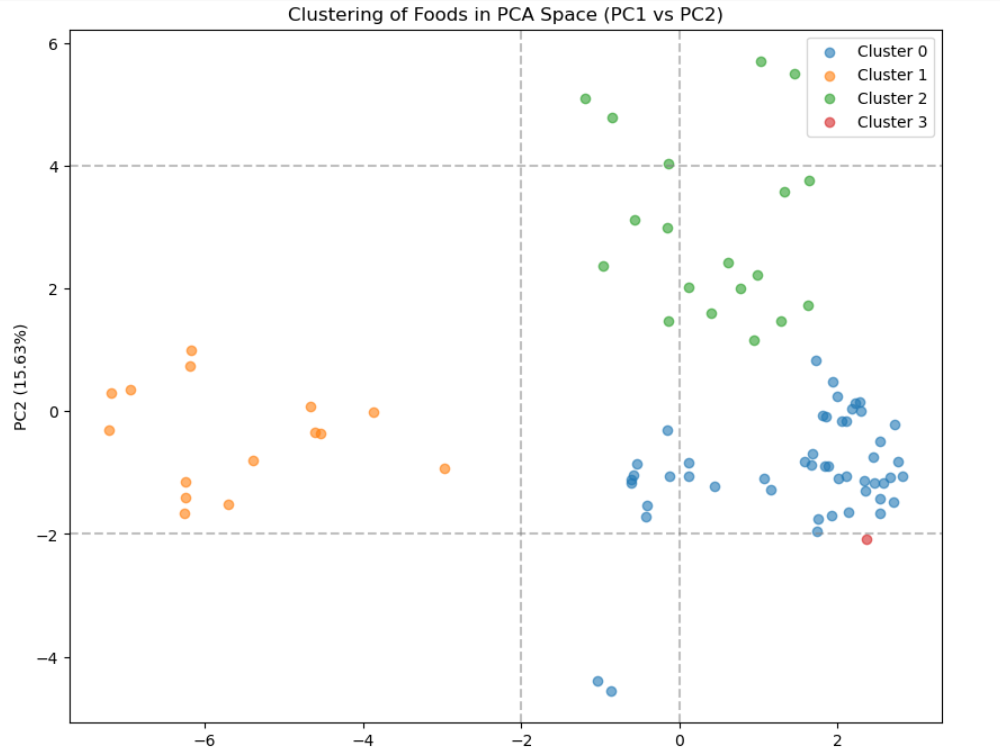 Clustering of Foods in PCA Space (PC1 vs PC2)
Cluster 0
Cluster 1
Cluster 2
Cluster 3
6
4
2
0
−2
−4
PC2 (15.63%)
−6 −4 −2 0 2